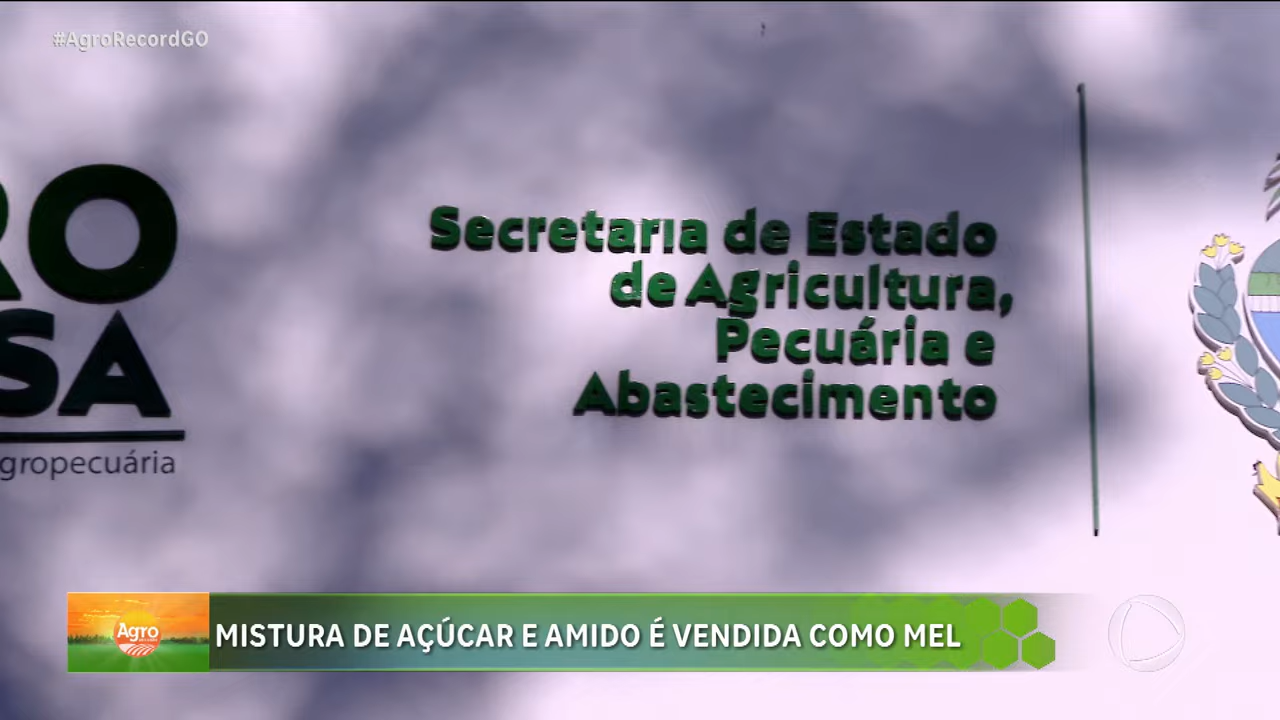 #AgroRecordGO
RO
SA
gropecuária
Secretaria de Estado
de Agricultura,
Pecuária e
Abastecimento
Agro
MISTURA DE AÇÚCAR E AMIDO É VENDIDA COMO MEL